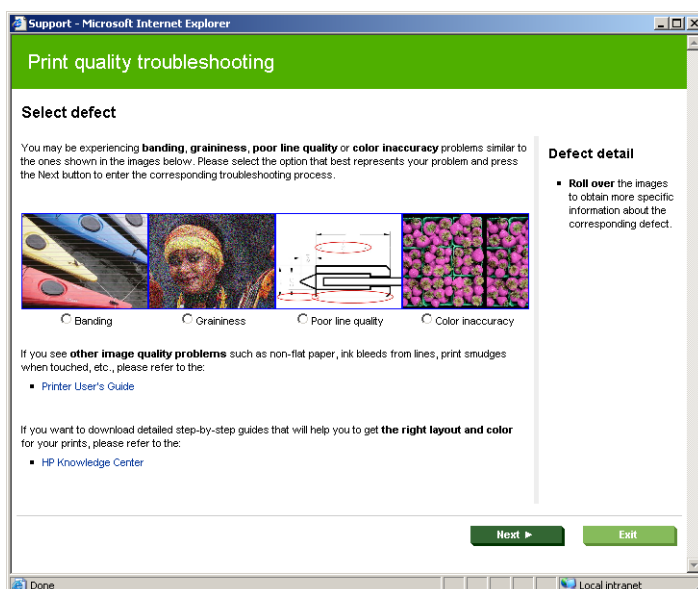 Support - Microsoft Internet Explorer
Print quality troubleshooting
Select defect
You may be experiencing banding, graininess, poor line quality or color inaccuracy problems similar to
the ones shown in the images below. Please select the option that best represents your problem and press
the Next button to enter the corresponding troubleshooting process.
Banding
Graininess
Poor line quality
Color inaccuracy
If you see other image quality problems such as non-flat paper, ink bleeds from lines, print smudges
when touched, etc., please refer to the:
Printer User's Guide
If you want to download detailed step-by-step guides that will help you to get the right layout and color
for your prints, please refer to the:
HP Knowledge Center
Defect detail
Roll over the images
to obtain more specific
information about the
corresponding defect.
Next
Exit
Done
Local intranet